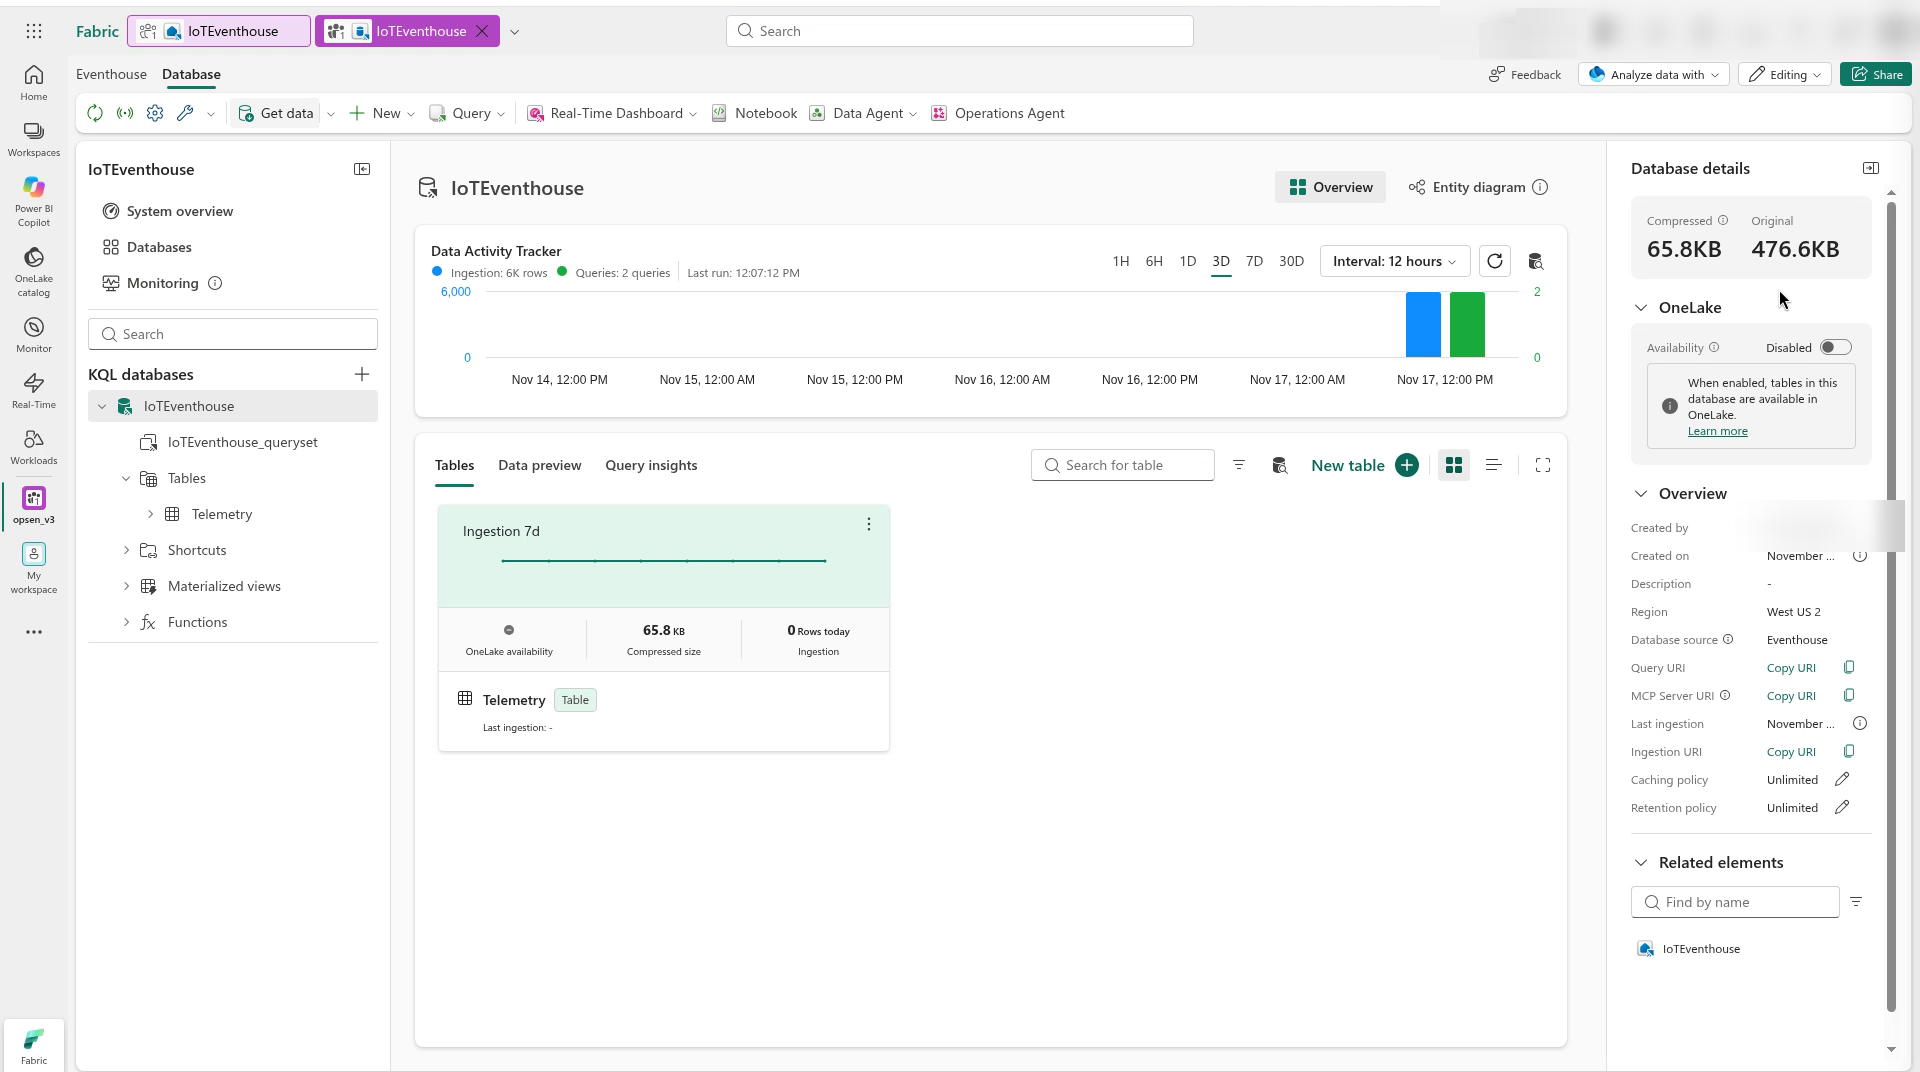 Fabric
IoTEventhouse
IoTEventhouse
Search
Home
Workspaces
Power BI
Copilot
OneLake
catalog
Monitor
Real-Time
Workloads
opsen_v3
My
workspace
Fabric
Eventhouse
Database
Feedback
Analyze data with
Editing
Share
Get data
New
Query
Real-Time Dashboard
Notebook
Data Agent
Operations Agent
IoTEventhouse
System overview
Databases
Monitoring
Search
KQL databases
IoTEventhouse
IoTEventhouse_queryset
Tables
Telemetry
Shortcuts
Materialized views
Functions
IoTEventhouse
Overview
Entity diagram
Data Activity Tracker
Ingestion: 6K rows
Queries: 2 queries
Last run: 12:07:12 PM
1H
6H
1D
3D
7D
30D
Interval: 12 hours
6,000
2
0
0
Nov 14, 12:00 PM
Nov 15, 12:00 AM
Nov 15, 12:00 PM
Nov 16, 12:00 AM
Nov 16, 12:00 PM
Nov 17, 12:00 AM
Nov 17, 12:00 PM
Tables
Data preview
Query insights
Search for table
New table
Ingestion 7d
OneLake availability
65.8 KB
Compressed size
0 Rows today
Ingestion
Telemetry
Table
Last ingestion: -
Database details
Compressed
Original
65.8KB
476.6KB
OneLake
Availability
Disabled
When enabled, tables in this
database are available in
OneLake.
Learn more
Overview
Created by
Created on
November ...
Description
-
Region
West US 2
Database source
Eventhouse
Query URI
Copy URI
MCP Server URI
Copy URI
Last ingestion
November ...
Ingestion URI
Copy URI
Caching policy
Unlimited
Retention policy
Unlimited
Related elements
Find by name
IoTEventhouse